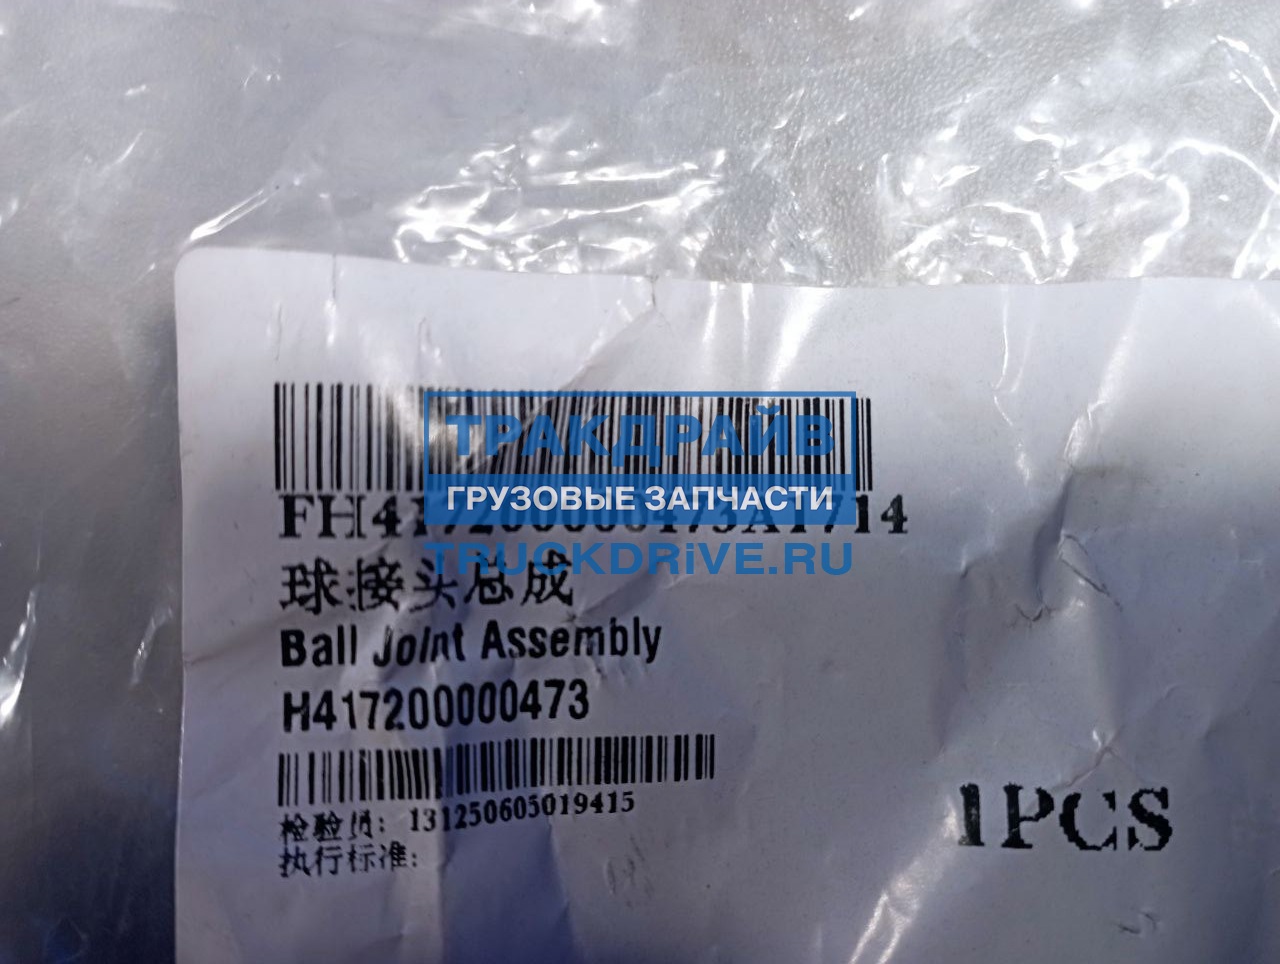 ТРАКДРАЙВ
ГРУЗОВЫЕ ЗАПЧАСТИ
FH417200000473A1714
TRUCKDRiVE.RU
球接头总成
Ball Joint Assembly
H417200000473
检验员: 131250605019415
执行标准:
1PCS